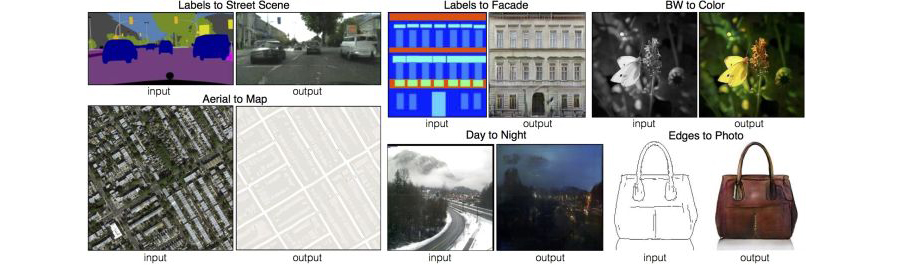 Labels to Street Scene
input
output
Aerial to Map
input
output
Labels to Facade
input
output
BW to Color
input
output
Day to Night
input
output
Edges to Photo
input
output